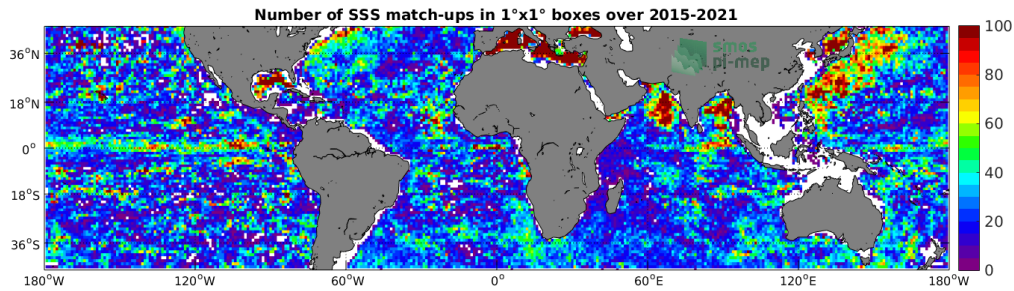 Number of SSS match-ups in 1°x1° boxes over 2015-2021
36°N
18°N
0°
18°S
36°S
180°W 120°W 60°W 0° 60°E 120°E 180°W
100
80
60
40
20
0
smos
pi-mep